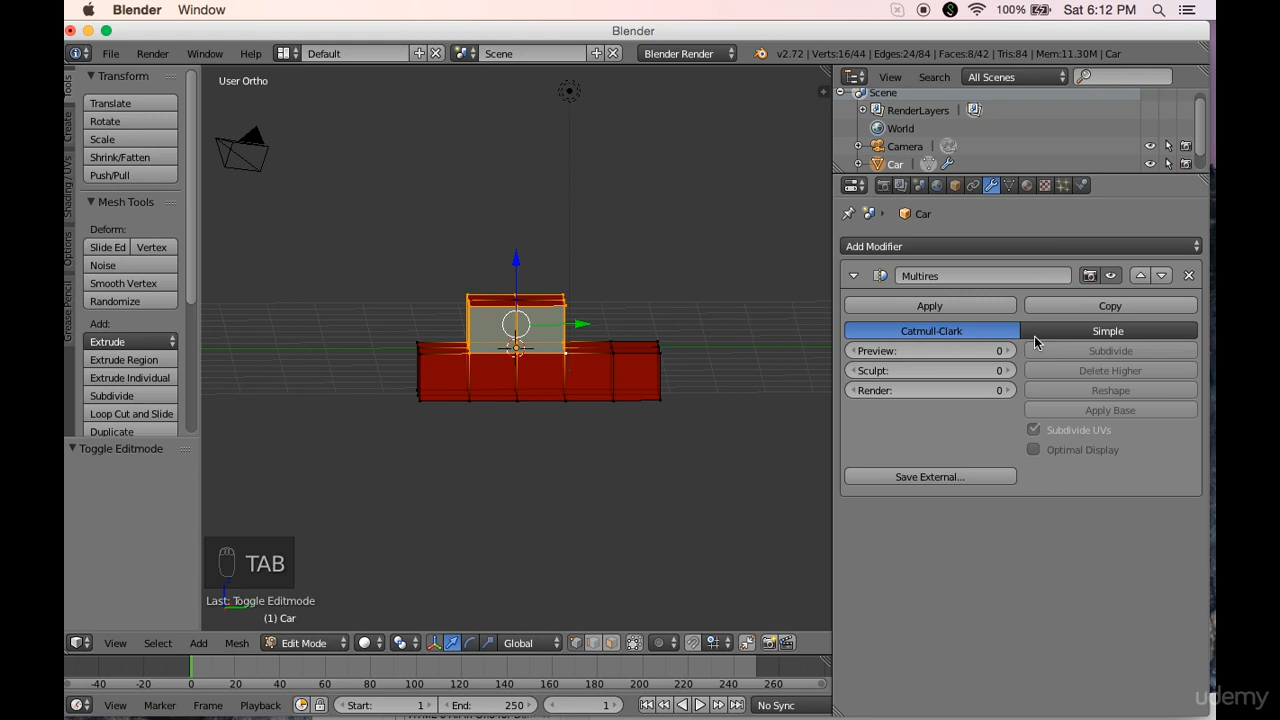 Blender Window 100% Sat 6:12 PM
Blender
File Render Window Help Default Scene Blender Render v2.72 | Verts:16/44 | Edges:24/84 | Faces:8/42 | Tris:84 | Mem:11.30M | Car
Tools
Create
Shading / UVs
Options
Grease Pencil
Transform
Translate
Rotate
Scale
Shrink/Fatten
Push/Pull
Mesh Tools
Deform:
Slide Ed Vertex
Noise
Smooth Vertex
Randomize
Add:
Extrude
Extrude Region
Extrude Individual
Subdivide
Loop Cut and Slide
Duplicate
Toggle Editmode
User Ortho
TAB
Last: Toggle Editmode
(1) Car
View Search All Scenes
Scene
RenderLayers
World
Camera
Car
Car
Add Modifier
Multires
Apply Copy
Catmull-Clark Simple
Preview: 0 Subdivide
Sculpt: 0 Delete Higher
Render: 0 Reshape
Apply Base
Subdivide UVs
Optimal Display
Save External...
View Select Add Mesh Edit Mode Global
-40 -20 0 20 40 60 80 100 120 140 160 180 200 220 240 260
View Marker Frame Playback Start: 1 End: 250 1 No Sync
udemy